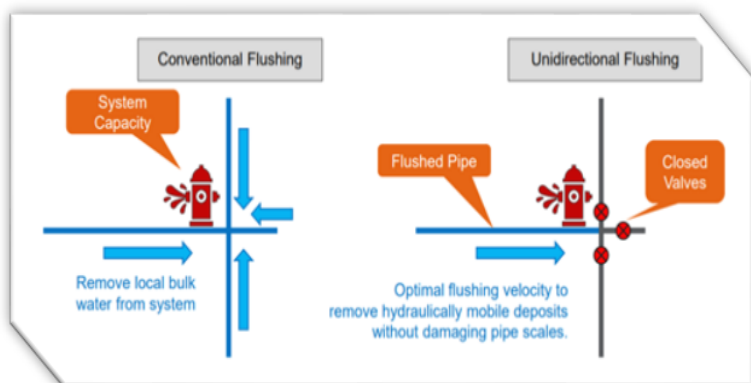 Conventional Flushing
System
Capacity
Remove local bulk
water from system
Unidirectional Flushing
Flushed Pipe
Closed
Valves
Optimal flushing velocity to
remove hydraulically mobile deposits
without damaging pipe scales.